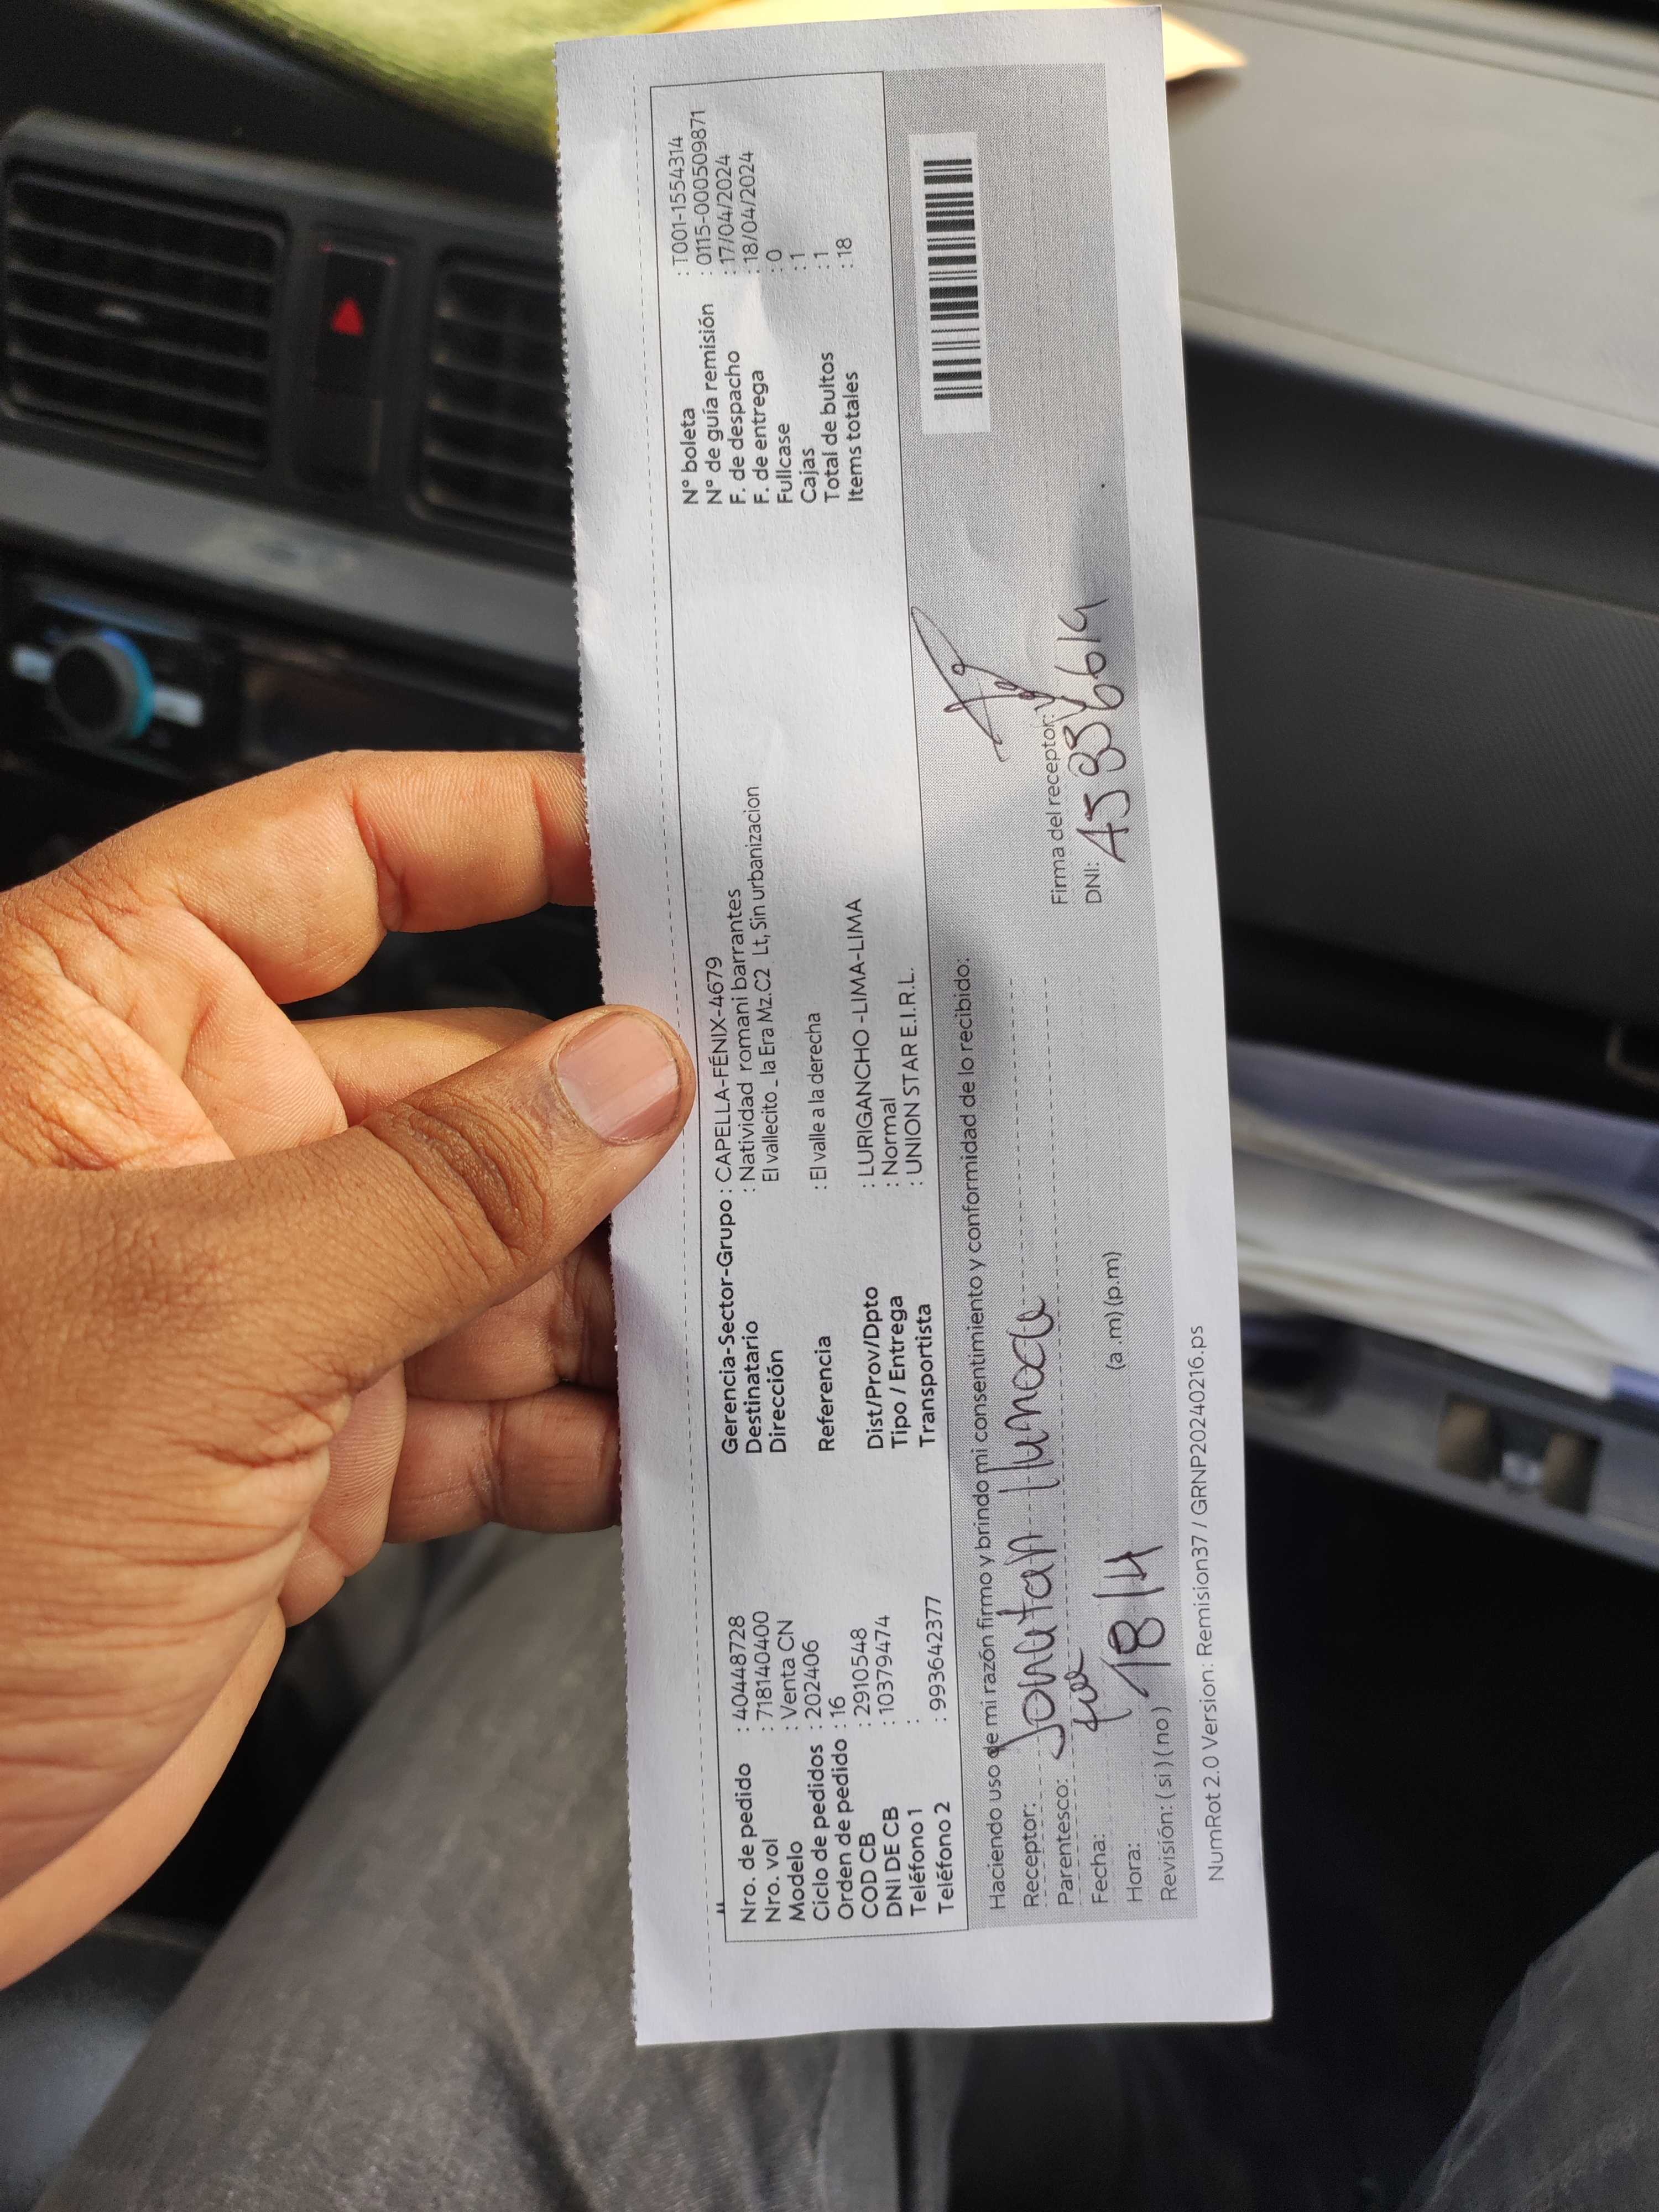 Nro. de pedido : 40448728
Nro. vol : 718140400
Modelo : Venta CN
Ciclo de pedidos : 202406
Orden de pedido : 16
COD CB : 2910548
DNI DE CB : 10379474
Teléfono 1 :
Teléfono 2 : 993642377
Gerencia-Sector-Grupo : CAPELLA-FÉNIX-4679
Destinatario : Natividad romani barrantes
Dirección El vallecito _ la Era Mz.C2 Lt, Sin urbanizacion
Referencia : El valle a la derecha
Dist/Prov/Dpto : LURIGANCHO -LIMA-LIMA
Tipo / Entrega : Normal
Transportista : UNION STAR E.I.R.L.
N° boleta : T001-1554314
N° de guía remisión : 0115-0005509871
F. de despacho : 17/04/2024
F. de entrega : 18/04/2024
Fullcase : 0
Cajas : 1
Total de bultos : 1
Items totales : 18
Haciendo uso de mi razón firmo y brindo mi consentimiento y conformidad de lo recibido:
Receptor: Jonatan
Parentesco:
Fecha: 18/4
Hora: (a .m) (p.m)
Revisión: ( si ) ( no )
Firma del receptor:
DNI:
NumRot 2.0 Version: Remision37 / GRNP20240216.ps